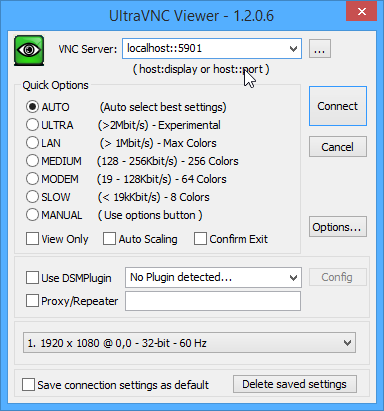 UltraVNC Viewer - 1.2.0.6
VNC Server: localhost::5901 ...
( host:display or host::port )
Quick Options
AUTO (Auto select best settings)
ULTRA (>2Mbit/s) - Experimental
LAN (> 1Mbit/s) - Max Colors
MEDIUM (128 - 256Kbit/s) - 256 Colors
MODEM (19 - 128Kbit/s) - 64 Colors
SLOW (< 19kKbit/s) - 8 Colors
MANUAL ( Use options button )
View Only Auto Scaling Confirm Exit
Connect
Cancel
Options...
Use DSMPlugin No Plugin detected... Config
Proxy/Repeater
1. 1920 x 1080 @ 0,0 - 32-bit - 60 Hz
Save connection settings as default Delete saved settings